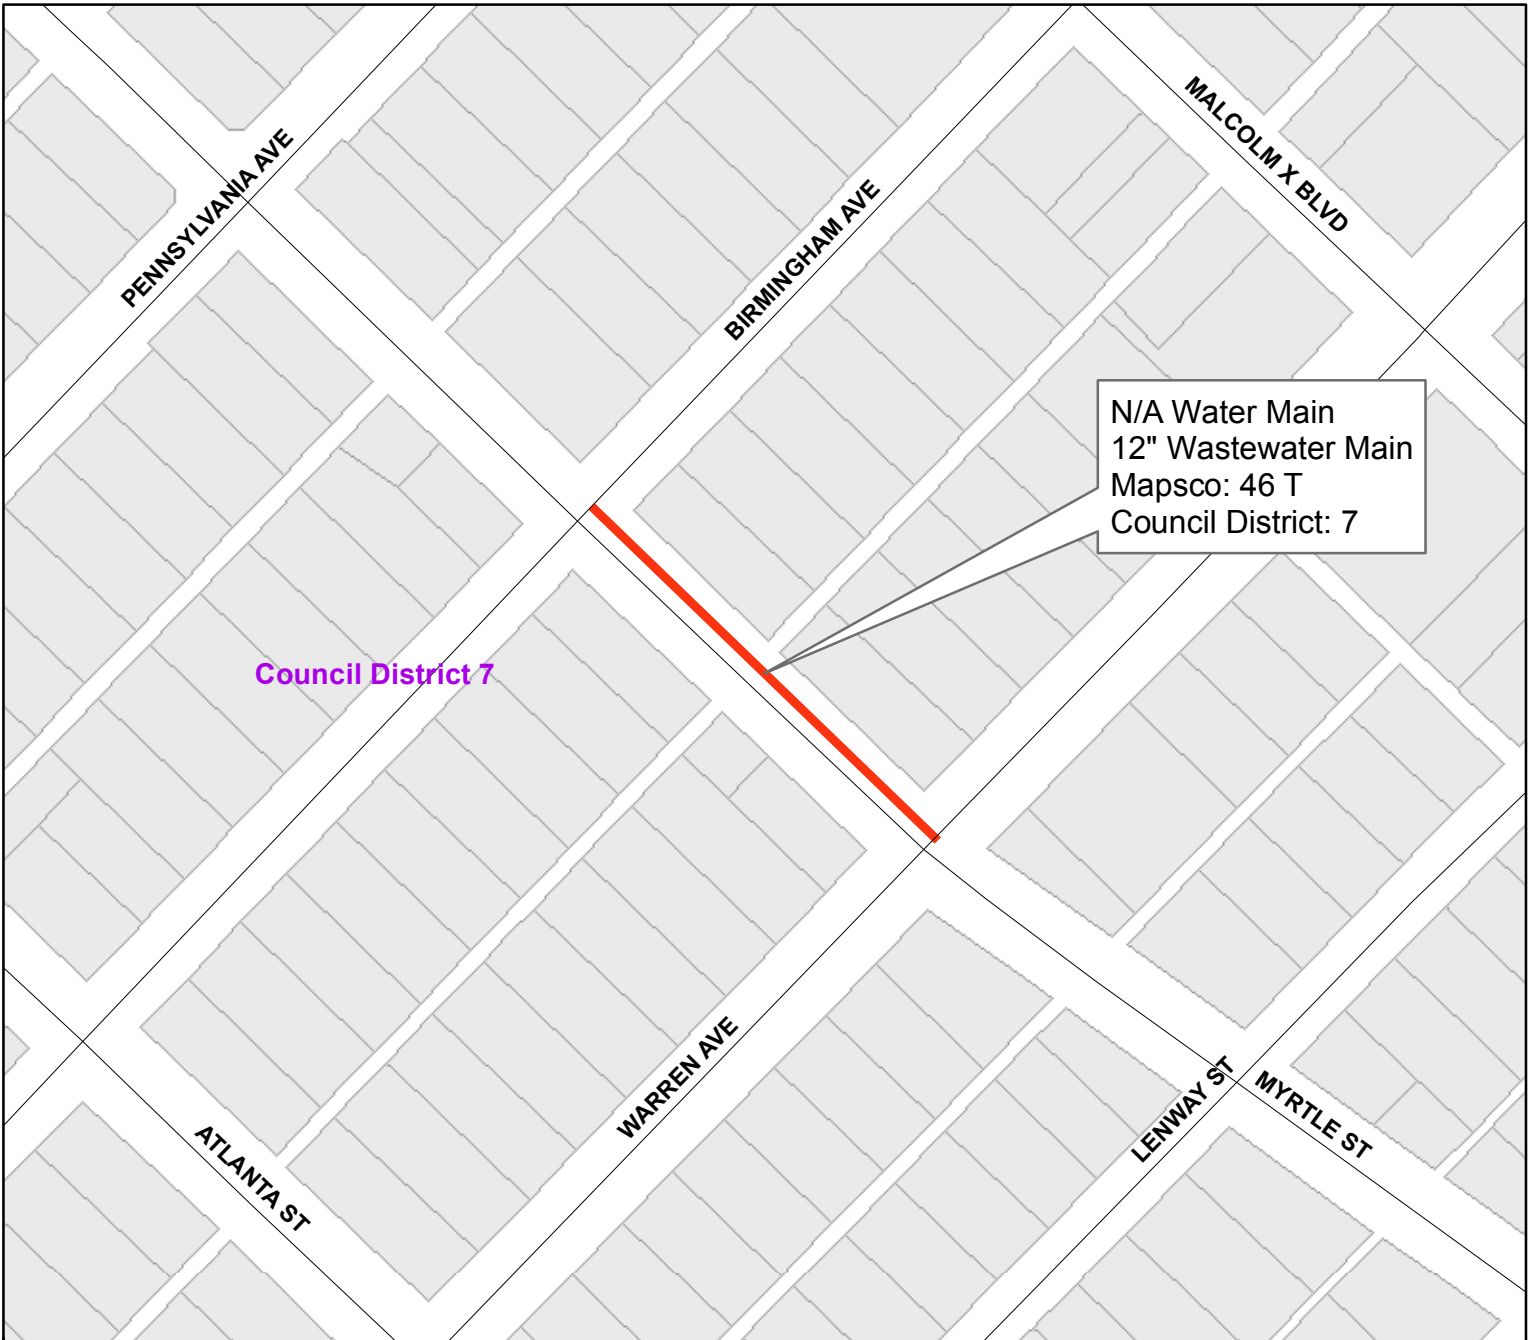 MALCOLM X BLVD
PENNSYLVANIA AVE
BIRMINGHAM AVE
N/A Water Main
12" Wastewater Main
Mapsco: 46 T
Council District: 7
Council District 7
WARREN AVE
LENWAY ST
MYRTLE ST
ATLANTA ST